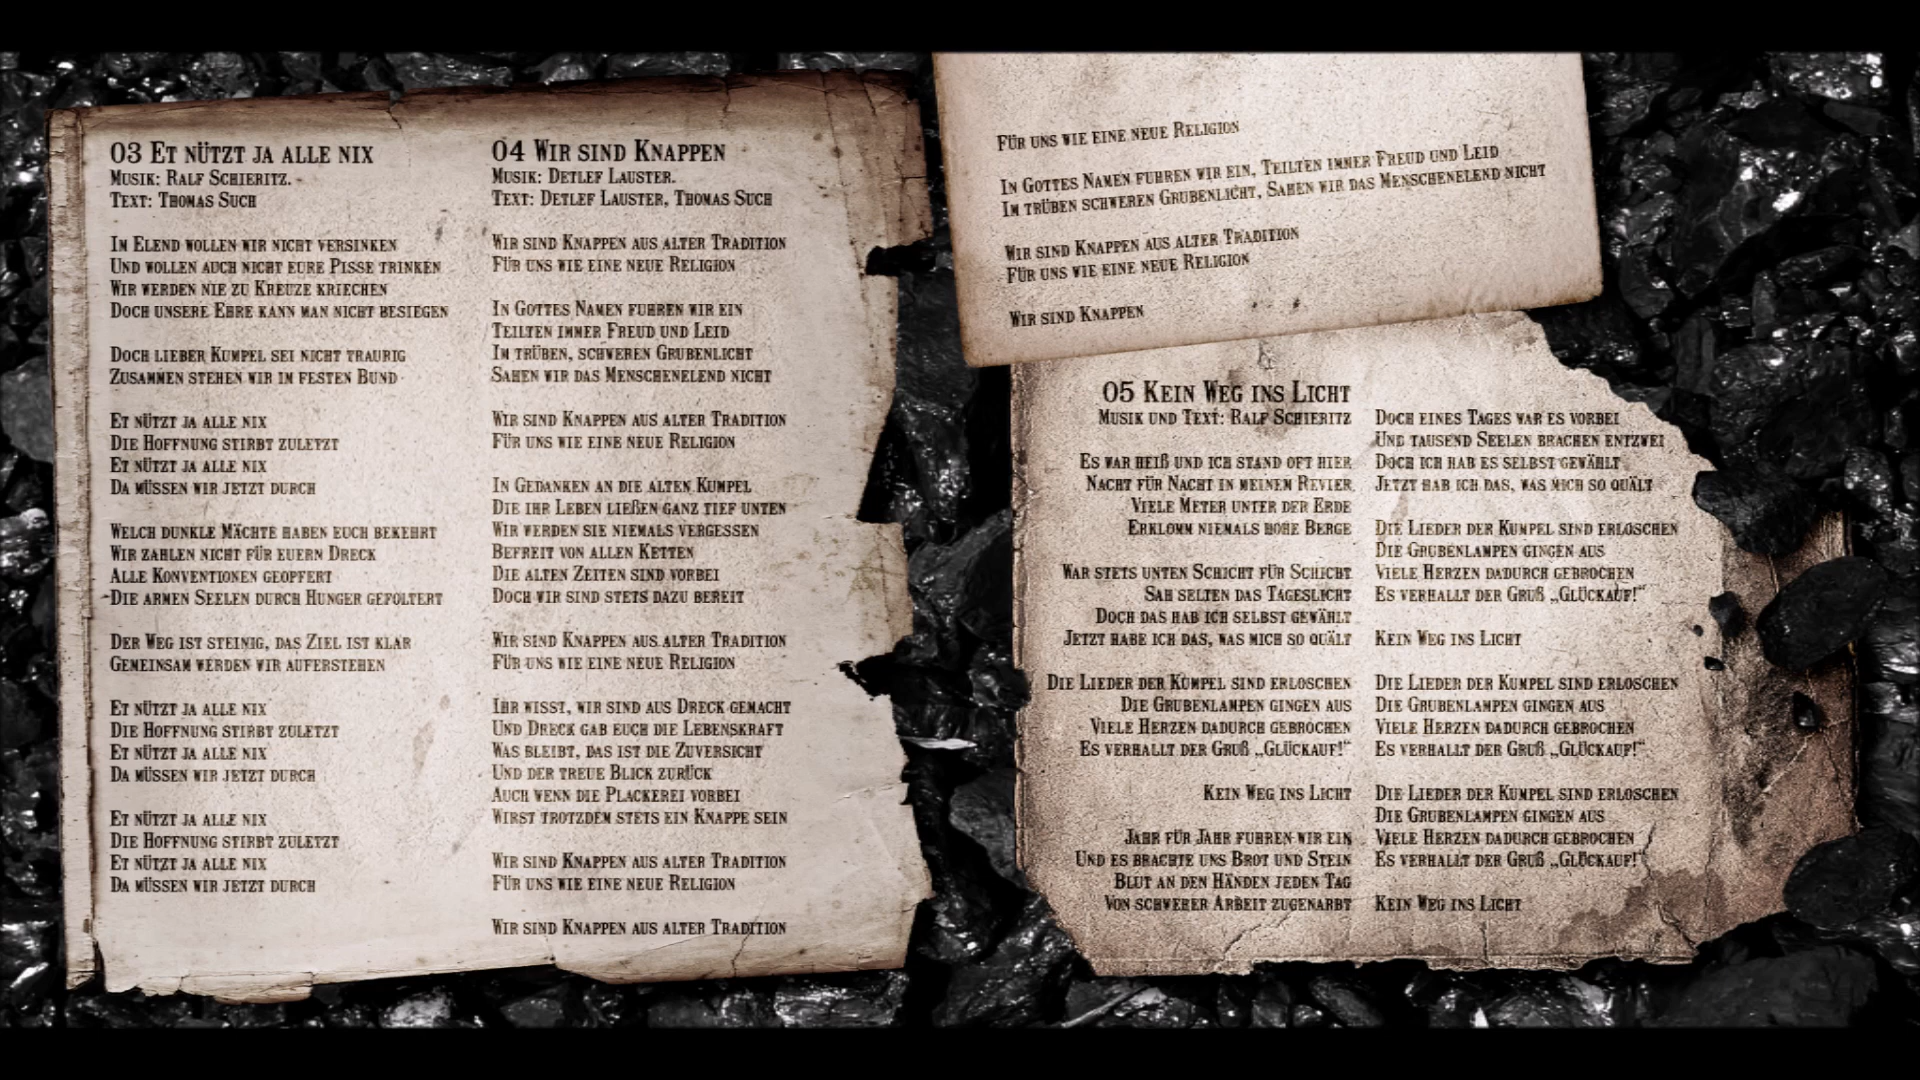 03 Et nützt ja alle nix
Musik: Ralf Schieritz.
Text: Thomas Such
Im Elend wollen wir nicht versinken
Und wollen auch nicht eure Pisse trinken
Wir werden nie zu Kreuze kriechen
Doch unsere Ehre kann man nicht besiegen
Doch lieber Kumpel sei nicht traurig
Zusammen stehen wir im festen Bund
Et nützt ja alle nix
Die Hoffnung stirbt zuletzt
Et nützt ja alle nix
Da müssen wir jetzt durch
Welch dunkle Mächte haben euch bekehrt
Wir zahlen nicht für euern Dreck
Alle Konventionen geopfert
Die armen Seelen durch Hunger gefoltert
Der Weg ist steinig, das Ziel ist klar
Gemeinsam werden wir auferstehen
Et nützt ja alle nix
Die Hoffnung stirbt zuletzt
Et nützt ja alle nix
Da müssen wir jetzt durch
Et nützt ja alle nix
Die Hoffnung stirbt zuletzt
Et nützt ja alle nix
Da müssen wir jetzt durch
04 Wir sind Knappen
Musik: Detlef Lauster.
Text: Detlef Lauster, Thomas Such
Wir sind Knappen aus alter Tradition
Für uns wie eine neue Religion
In Gottes Namen fuhren wir ein
Teilten immer Freud und Leid
Im trüben, schweren Grubenlicht
Sahen wir das Menschenelend nicht
Wir sind Knappen aus alter Tradition
Für uns wie eine neue Religion
In Gedanken an die alten Kumpel
Die ihr Leben ließen ganz tief unten
Wir werden sie niemals vergessen
Befreit von allen Ketten
Die alten Zeiten sind vorbei
Doch wir sind stets dazu bereit
Wir sind Knappen aus alter Tradition
Für uns wie eine neue Religion
Ihr wisst, wir sind aus Dreck gemacht
Und Dreck gab euch die Lebenskraft
Was bleibt, das ist die Zuversicht
Und der treue Blick zurück
Auch wenn die Plackerei vorbei
Wirst trotzdem stets ein Knappe sein
Wir sind Knappen aus alter Tradition
Für uns wie eine neue Religion
Wir sind Knappen aus alter Tradition
Für uns wie eine neue Religion
In Gottes Namen fuhren wir ein, Teilten immer Freud und Leid
Im trüben schweren Grubenlicht, Sahen wir das Menschenelend nicht
Wir sind Knappen aus alter Tradition
Für uns wie eine neue Religion
Wir sind Knappen
05 Kein Weg ins Licht
Musik und Text: Ralf Schieritz
Es war heiß und ich stand oft hier
Nacht für Nacht in meinem Revier
Viele Meter unter der Erde
Erklomm niemals hohe Berge
War stets unten Schicht für Schicht
Sah selten das Tageslicht
Doch das hab ich selbst gewählt
Jetzt habe ich das, was mich so quält
Die Lieder der Kumpel sind erloschen
Die Grubenlampen gingen aus
Viele Herzen dadurch gebrochen
Es verhallt der Gruß „Glückauf!“
Kein Weg ins Licht
Jahr für Jahr fuhren wir ein
Und es brachte uns Brot und Stein
Blut an den Händen jeden Tag
Von schwerer Arbeit zugenarbt
Doch eines Tages war es vorbei
Und tausend Seelen brachen entzwei
Doch ich hab es selbst gewählt
Jetzt hab ich das, was mich so quält
Die Lieder der Kumpel sind erloschen
Die Grubenlampen gingen aus
Viele Herzen dadurch gebrochen
Es verhallt der Gruß „Glückauf!“
Kein Weg ins Licht
Die Lieder der Kumpel sind erloschen
Die Grubenlampen gingen aus
Viele Herzen dadurch gebrochen
Es verhallt der Gruß „Glückauf!“
Die Lieder der Kumpel sind erloschen
Die Grubenlampen gingen aus
Viele Herzen dadurch gebrochen
Es verhallt der Gruß „Glückauf!“
Kein Weg ins Licht